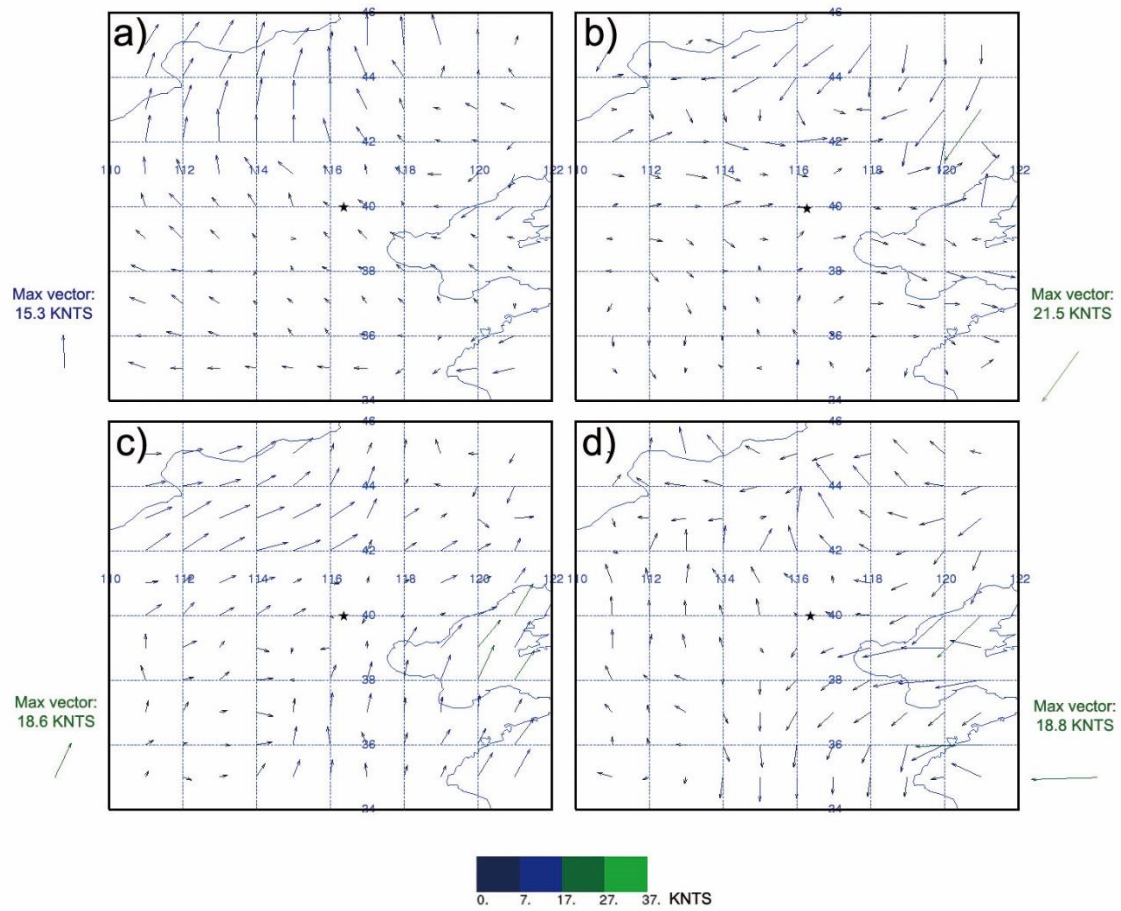 a)
46
44
42
110 112 114 116 118 120 122
40
38
36
34
b)
46
44
42
110 112 114 116 118 120 122
40
38
36
34
Max vector:
15.3 KNTS
Max vector:
21.5 KNTS
c)
46
44
42
110 112 114 116 118 120 122
40
38
36
34
d)
46
44
42
110 112 114 116 118 120 122
40
38
36
34
Max vector:
18.6 KNTS
Max vector:
18.8 KNTS
0. 7. 17. 27. 37. KNTS